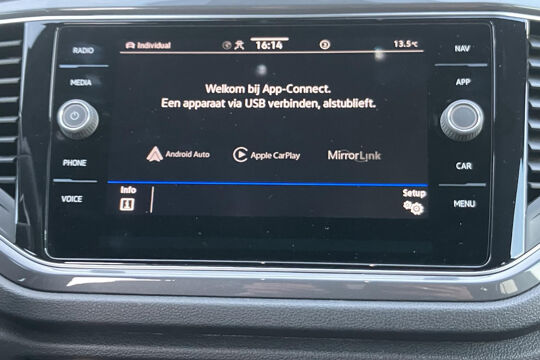 RADIO
Individual
16:14
13.5°C
NAV
MEDIA
APP
Welkom bij App-Connect.
Een apparaat via USB verbinden, alstublieft.
Android Auto
Apple CarPlay
MirrorLink
PHONE
CAR
Info
Setup
VOICE
MENU